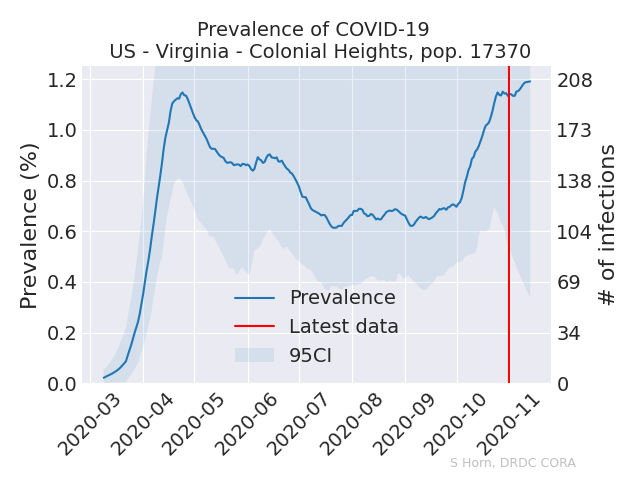 Prevalence of COVID-19
US - Virginia - Colonial Heights, pop. 17370
Prevalence (%)
1.2
1.0
0.8
0.6
0.4
0.2
0.0
208
173
138
104
69
34
0
# of infections
Prevalence
Latest data
95CI
2020-03
2020-04
2020-05
2020-06
2020-07
2020-08
2020-09
2020-10
2020-11
S Horn, DRDC CORA